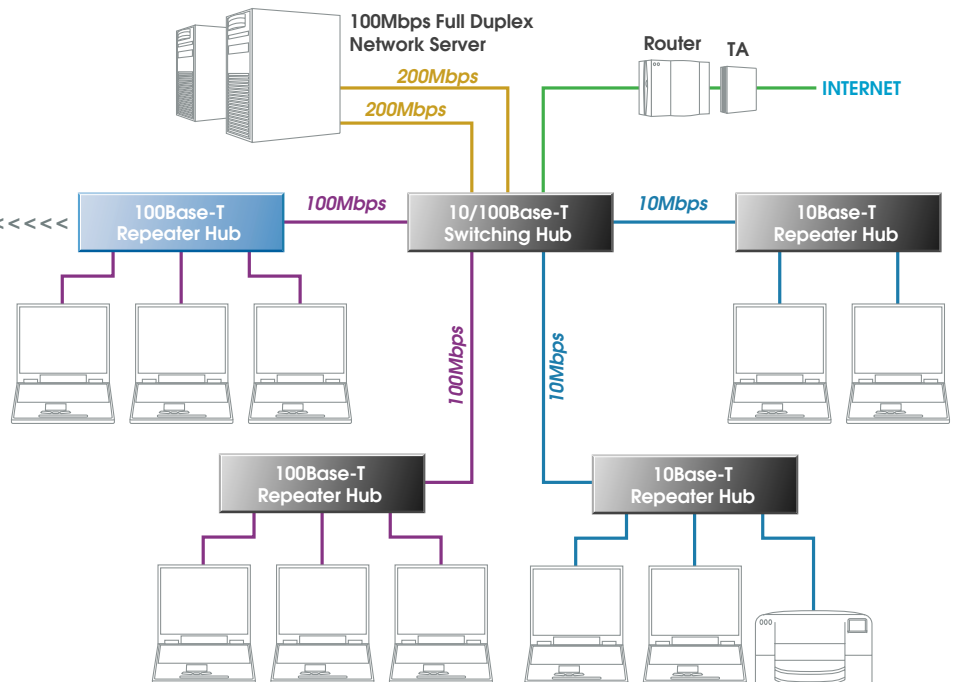 100Mbps Full Duplex
Network Server
Router
TA
INTERNET
200Mbps
200Mbps
<<<<<
100Base-T
Repeater Hub
100Mbps
10/100Base-T
Switching Hub
10Mbps
10Base-T
Repeater Hub
100Mbps
10Mbps
100Base-T
Repeater Hub
10Base-T
Repeater Hub